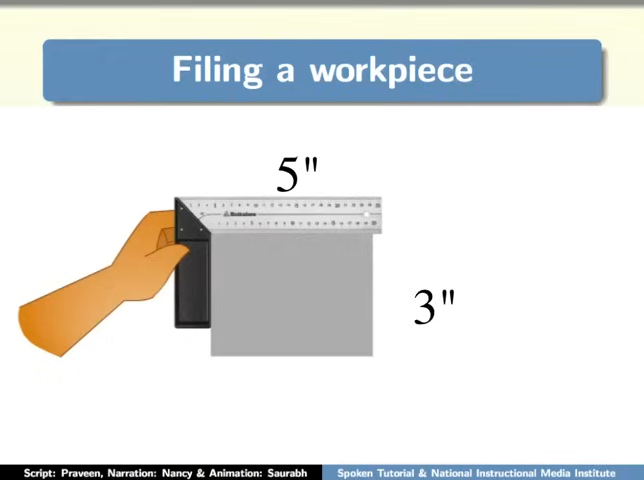 Filing a workpiece
5"
3"
Script: Praveen, Narration: Nancy & Animation: Saurabh
Spoken Tutorial & National Instructional Media Institute